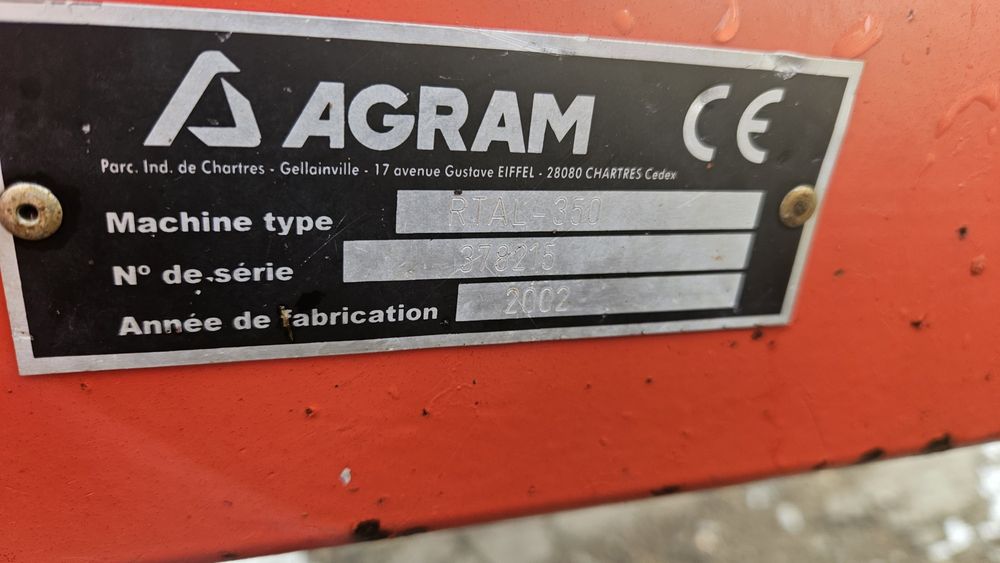 AGRAM CE
Parc. Ind. de Chartres - Gellainville - 17 avenue Gustave EIFFEL - 28080 CHARTRES Cedex
Machine type RTAL-350
Nº de série 378215
Année de fabrication 2002